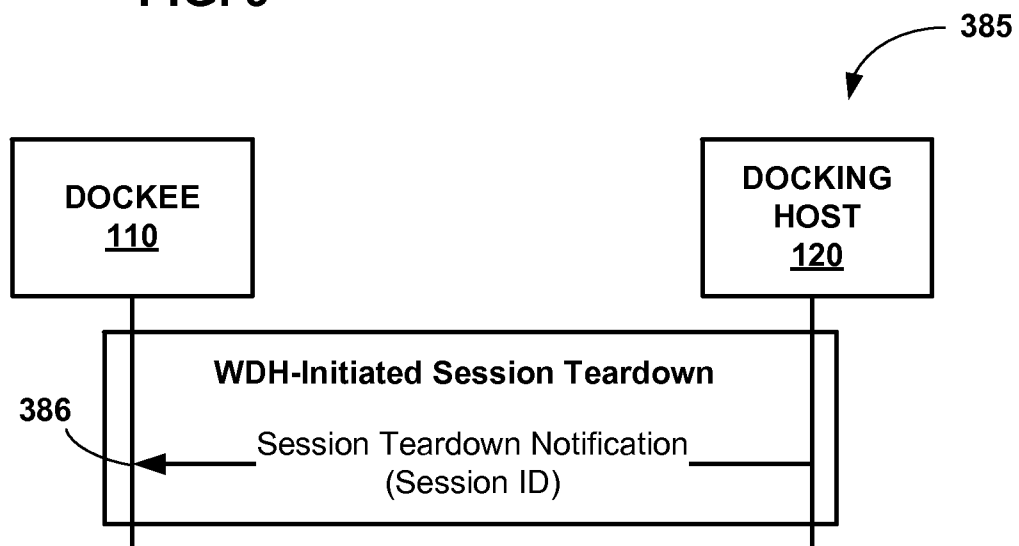 385
DOCKEE
110
DOCKING
HOST
120
WDH-Initiated Session Teardown
386
Session Teardown Notification
(Session ID)